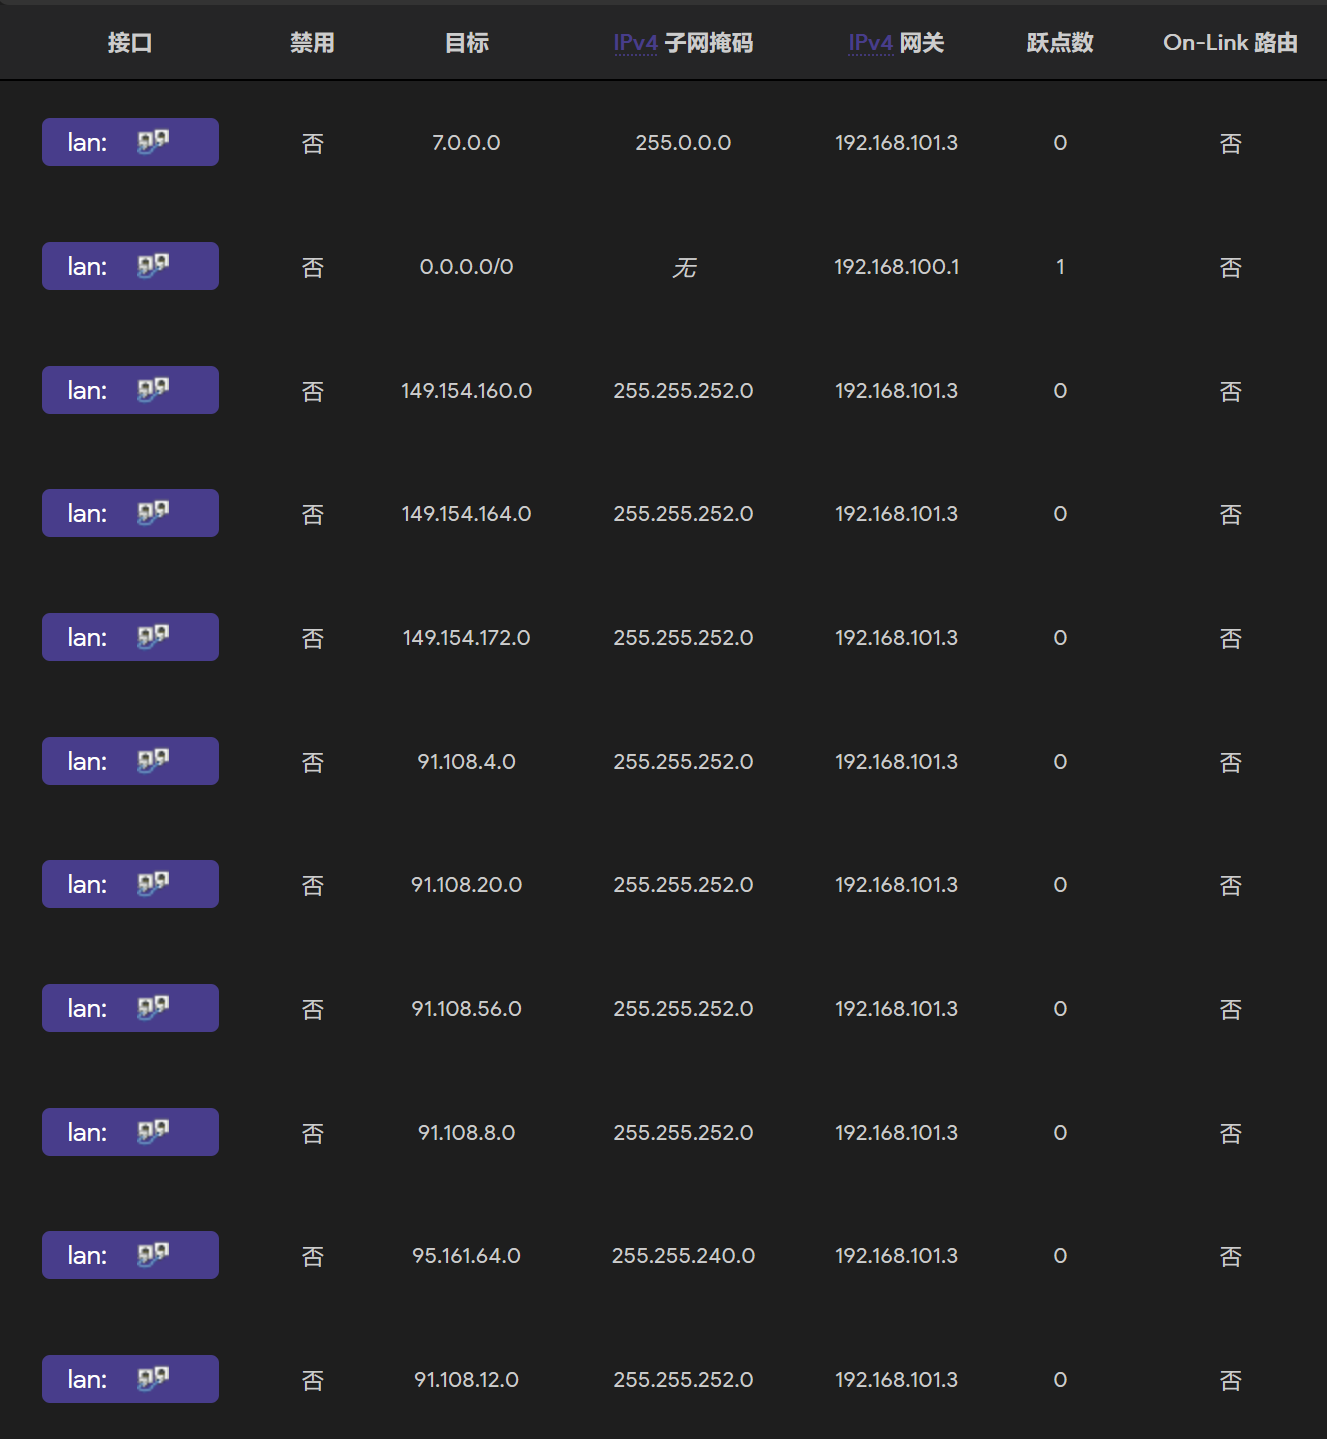 接口 禁用 目标 IPv4 子网掩码 IPv4 网关 跃点数 On-Link 路由
lan: 否 7.0.0.0 255.0.0.0 192.168.101.3 0 否
lan: 否 0.0.0.0/0 无 192.168.100.1 1 否
lan: 否 149.154.160.0 255.255.252.0 192.168.101.3 0 否
lan: 否 149.154.164.0 255.255.252.0 192.168.101.3 0 否
lan: 否 149.154.172.0 255.255.252.0 192.168.101.3 0 否
lan: 否 91.108.4.0 255.255.252.0 192.168.101.3 0 否
lan: 否 91.108.20.0 255.255.252.0 192.168.101.3 0 否
lan: 否 91.108.56.0 255.255.252.0 192.168.101.3 0 否
lan: 否 91.108.8.0 255.255.252.0 192.168.101.3 0 否
lan: 否 95.161.64.0 255.255.240.0 192.168.101.3 0 否
lan: 否 91.108.12.0 255.255.252.0 192.168.101.3 0 否